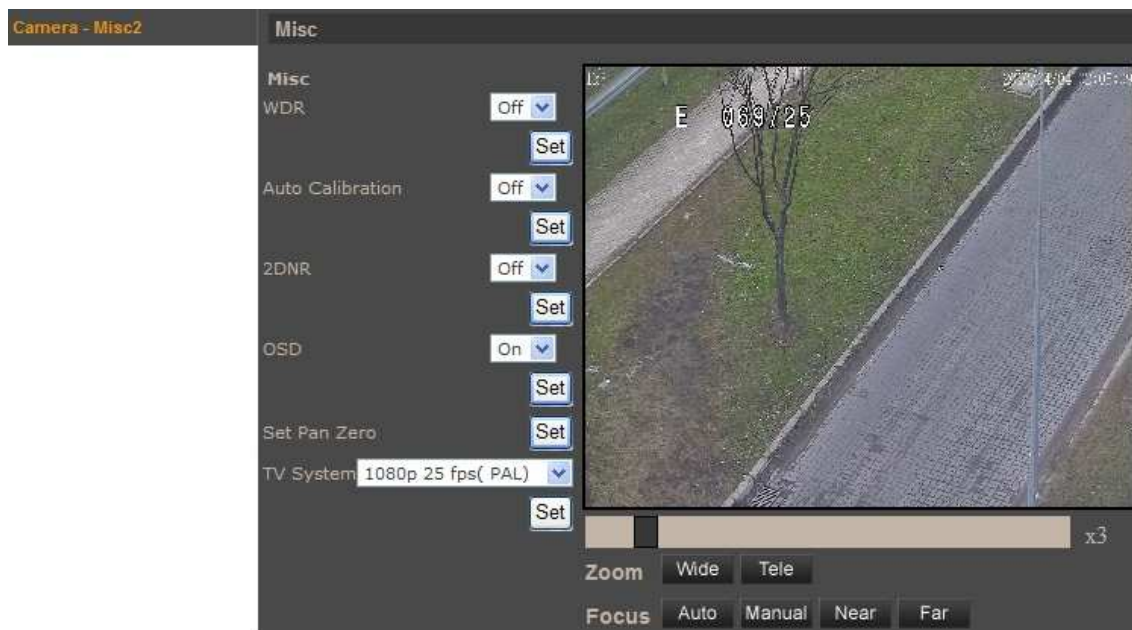 Camera - Misc2
Misc
Misc
WDR Off
Set
Auto Calibration Off
Set
2DNR Off
Set
OSD On
Set
Set Pan Zero Set
TV System 1080p 25 fps( PAL)
Set
E 069/25
x3
Zoom Wide Tele
Focus Auto Manual Near Far